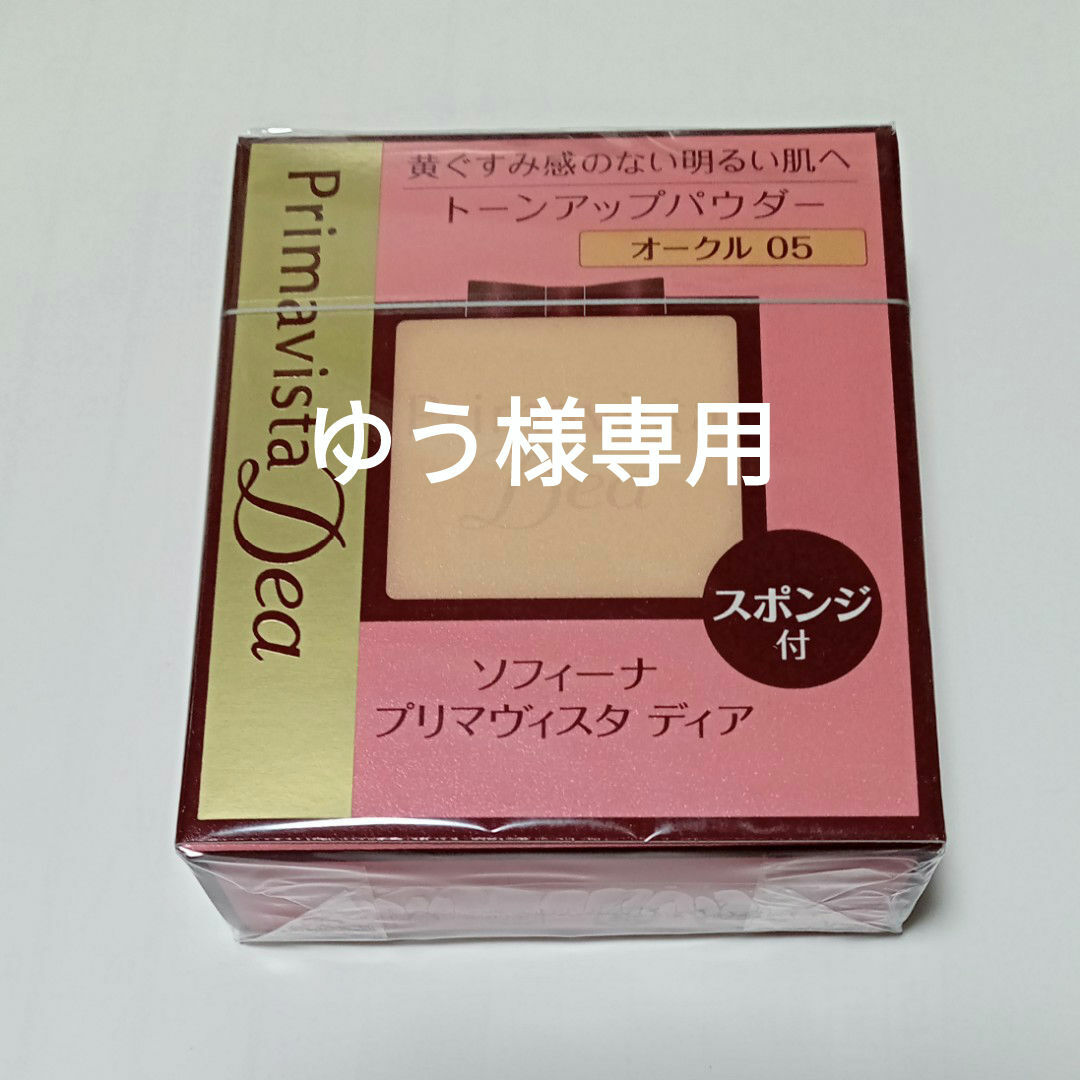 黄ぐすみ感のない明るい肌へ
トーンアップパウダー
オークル 05
Primavista Dea
ゆう様専用
Dea
スポンジ
付
ソフィーナ
プリマヴィスタ ディア